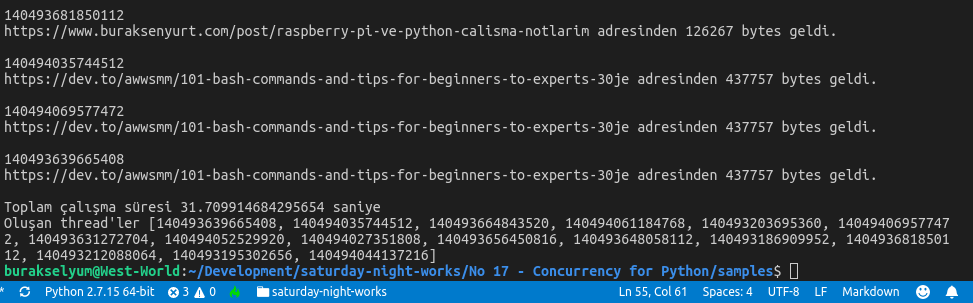 140493681850112
https://www.buraksenyurt.com/post/raspberry-pi-ve-python-calisma-notlarim adresinden 126267 bytes geldi.
140494035744512
https://dev.to/awwsmm/101-bash-commands-and-tips-for-beginners-to-experts-30je adresinden 437757 bytes geldi.
140494069577472
https://dev.to/awwsmm/101-bash-commands-and-tips-for-beginners-to-experts-30je adresinden 437757 bytes geldi.
140493639665408
https://dev.to/awwsmm/101-bash-commands-and-tips-for-beginners-to-experts-30je adresinden 437757 bytes geldi.
Toplam çalışma süresi 31.709914684295654 saniye
Oluşan thread'ler [140493639665408, 140494035744512, 140493664843520, 140494061184768, 140493203695360, 14049406957747
2, 140493631272704, 140494052529920, 140494027351808, 140493656450816, 140493648058112, 140493186909952, 1404936818501
12, 140493212088064, 140493195302656, 140494044137216]
burakselyum@West-World:~/Development/saturday-night-works/No 17 - Concurrency for Python/samples$
* Python 2.7.15 64-bit 3 0 saturday-night-works Ln 55, Col 61 Spaces: 4 UTF-8 LF Markdown